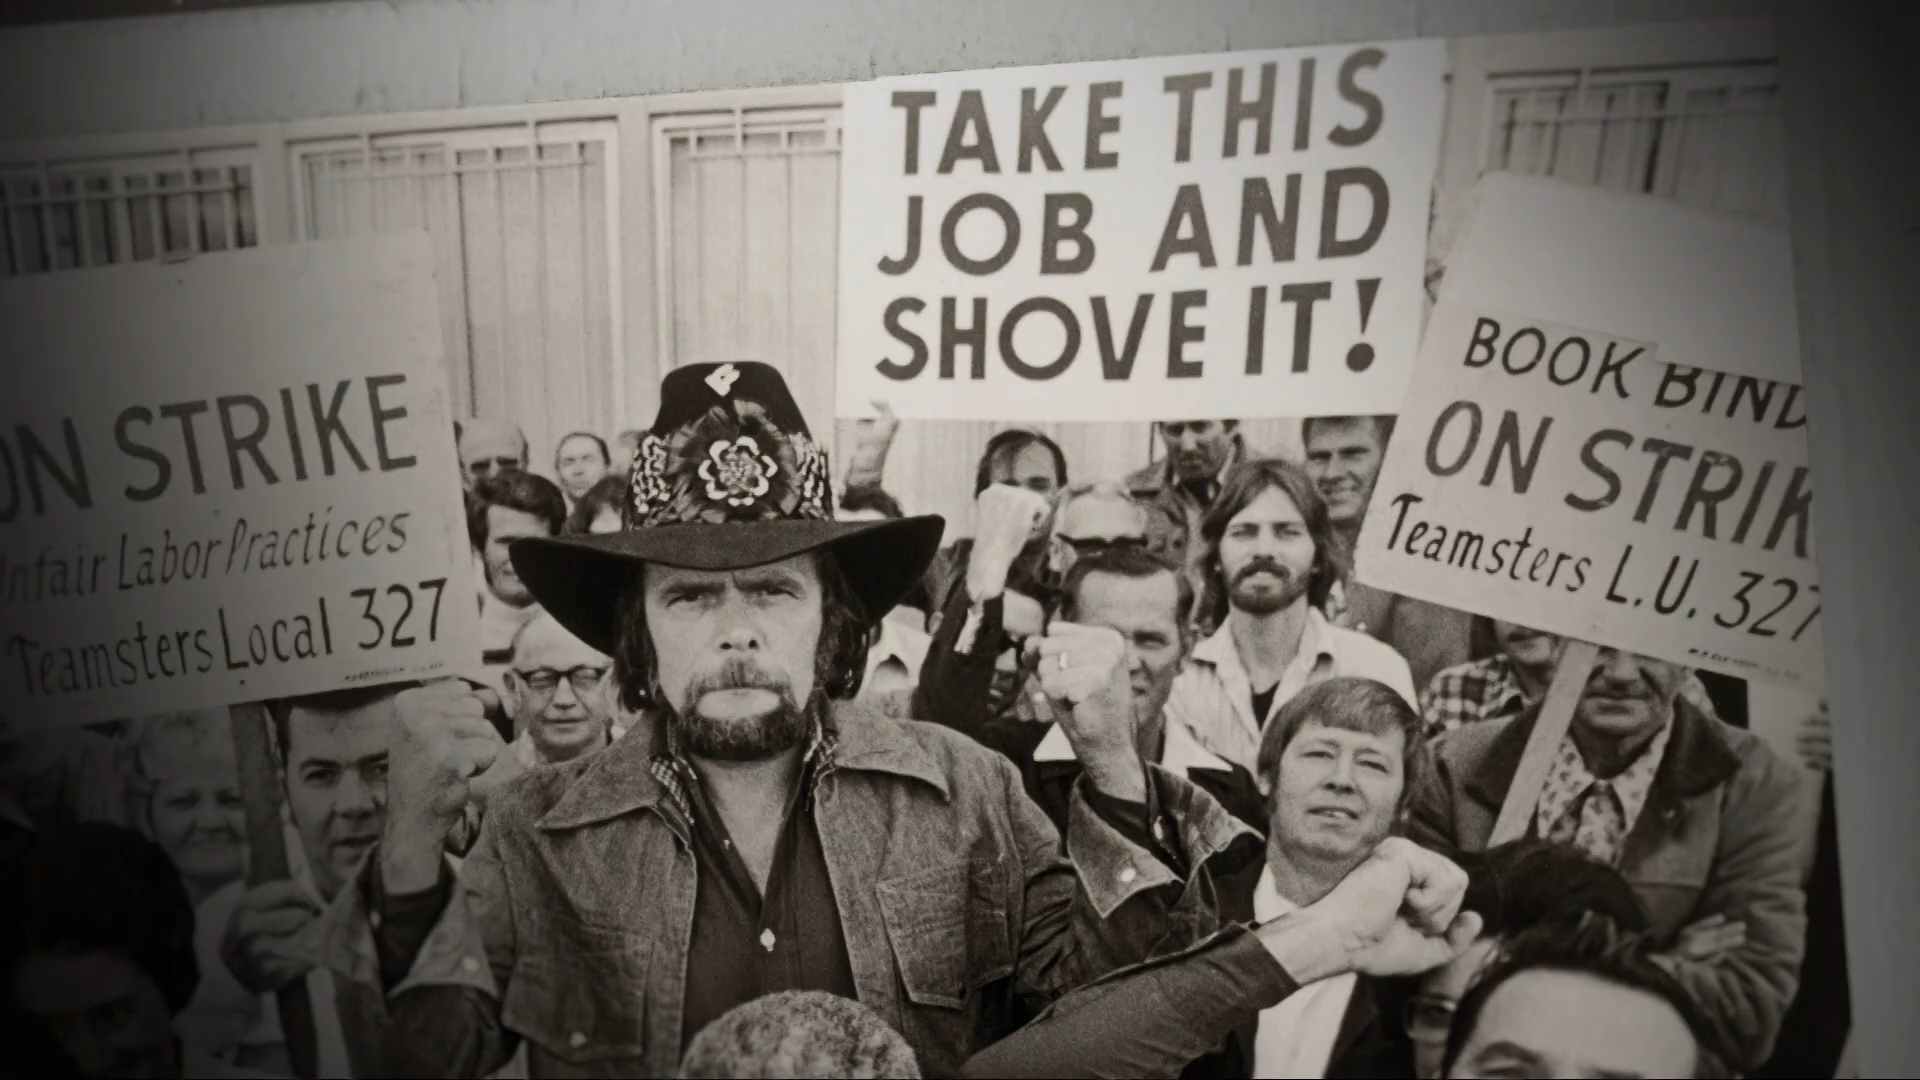 TAKE THIS
JOB AND
SHOVE IT!
ON STRIKE
Unfair Labor Practices
Teamsters Local 327
BOOK BIND
ON STRIK
Teamsters L.U. 327